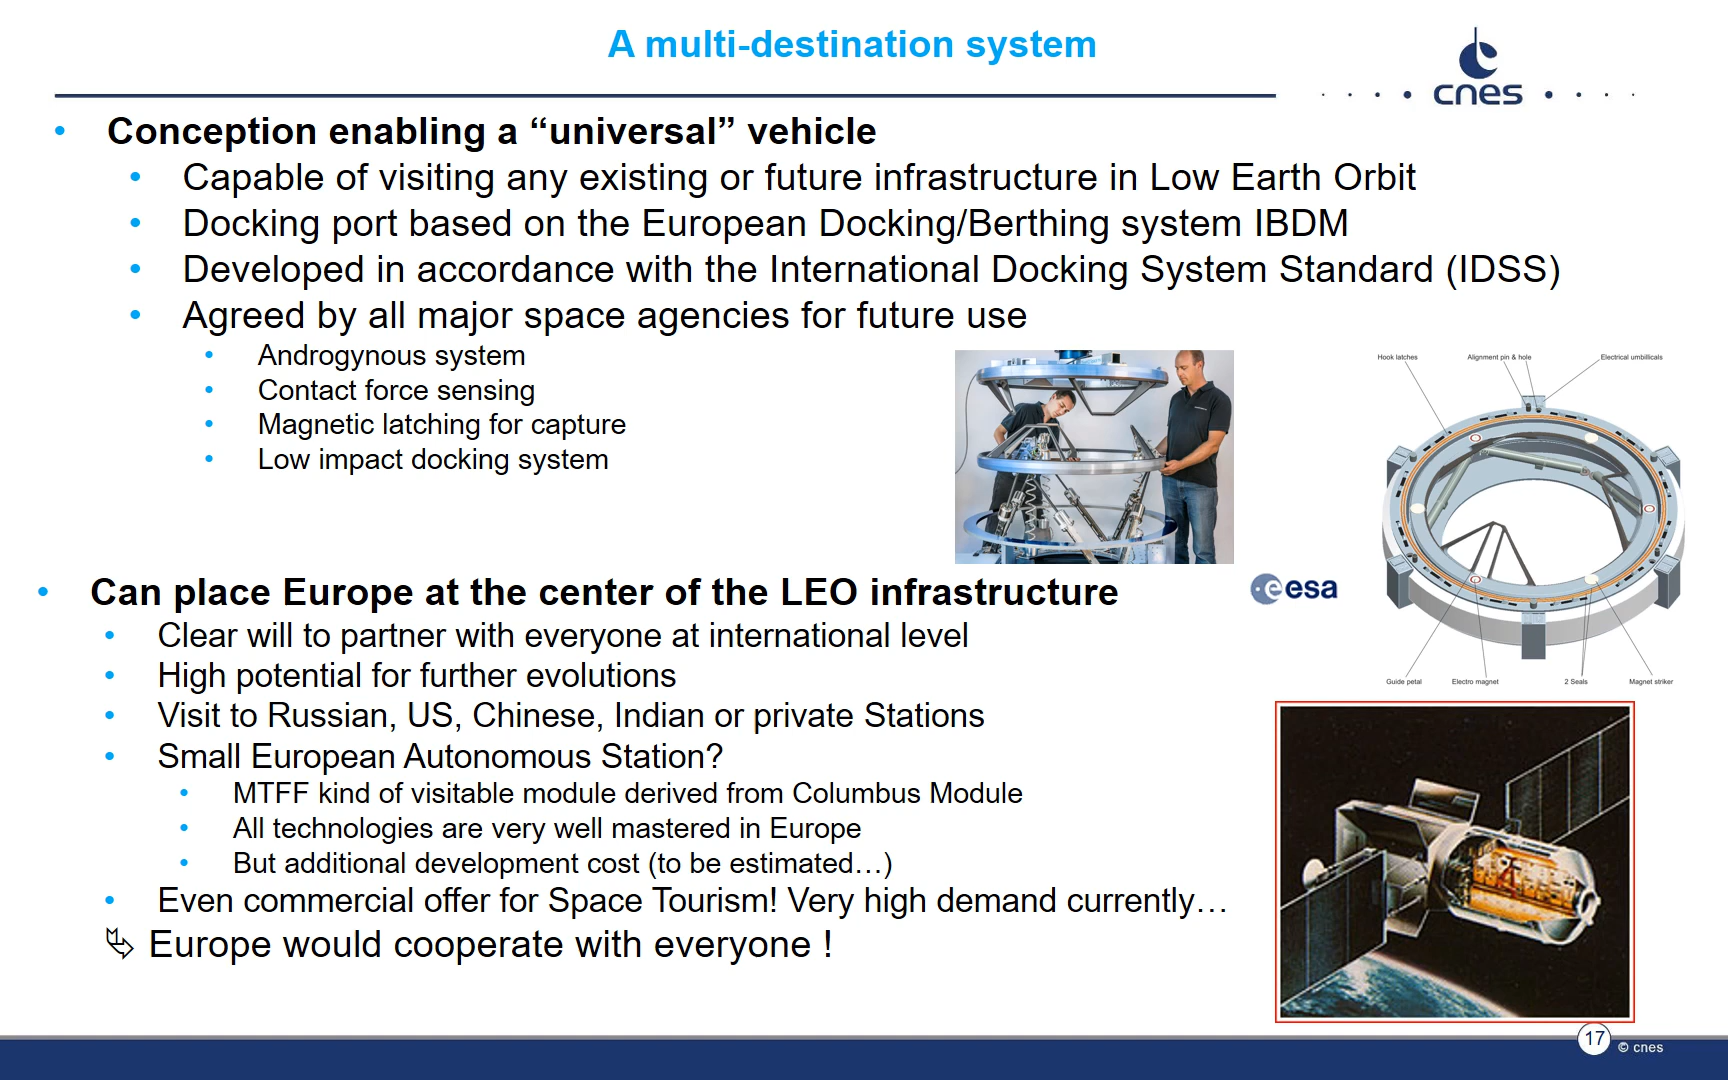 A multi-destination system
cnes
Conception enabling a “universal” vehicle
Capable of visiting any existing or future infrastructure in Low Earth Orbit
Docking port based on the European Docking/Berthing system IBDM
Developed in accordance with the International Docking System Standard (IDSS)
Agreed by all major space agencies for future use
Androgynous system
Contact force sensing
Magnetic latching for capture
Low impact docking system
Hook latches
Alignment pin & hole
Electrical umbilicals
Guide petal
Electro magnet
2 Seals
Magnet striker
esa
Can place Europe at the center of the LEO infrastructure
Clear will to partner with everyone at international level
High potential for further evolutions
Visit to Russian, US, Chinese, Indian or private Stations
Small European Autonomous Station?
MTFF kind of visitable module derived from Columbus Module
All technologies are very well mastered in Europe
But additional development cost (to be estimated…)
Even commercial offer for Space Tourism! Very high demand currently…
Europe would cooperate with everyone !
17
© cnes